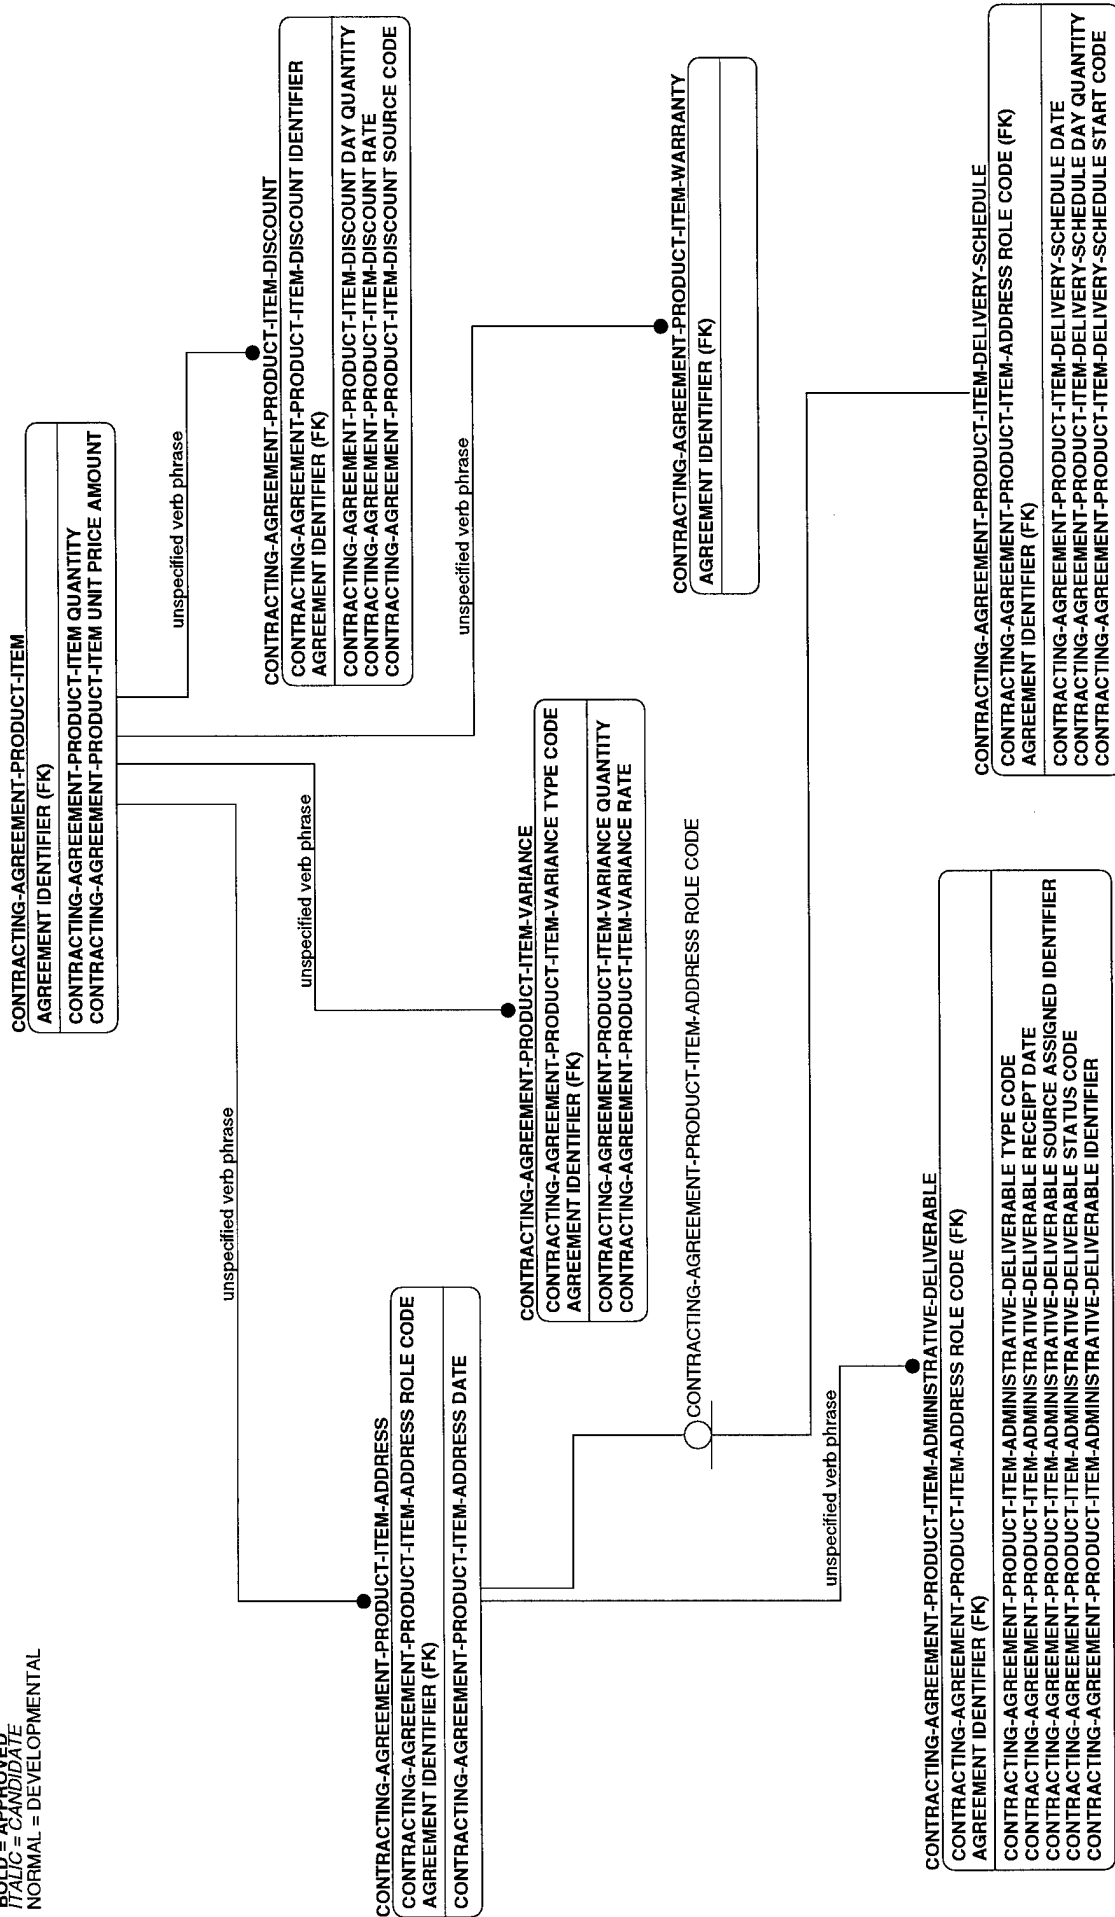 BOLD = APPROVED
ITALIC = CANDIDATE
NORMAL = DEVELOPMENTAL
CONTRACTING-AGREEMENT-PRODUCT-ITEM
AGREEMENT IDENTIFIER (FK)
CONTRACTING-AGREEMENT-PRODUCT-ITEM QUANTITY
CONTRACTING-AGREEMENT-PRODUCT-ITEM UNIT PRICE AMOUNT
unspecified verb phrase
unspecified verb phrase
unspecified verb phrase
unspecified verb phrase
CONTRACTING-AGREEMENT-PRODUCT-ITEM-DISCOUNT
CONTRACTING-AGREEMENT-PRODUCT-ITEM-DISCOUNT IDENTIFIER
AGREEMENT IDENTIFIER (FK)
CONTRACTING-AGREEMENT-PRODUCT-ITEM-DISCOUNT DAY QUANTITY
CONTRACTING-AGREEMENT-PRODUCT-ITEM-DISCOUNT RATE
CONTRACTING-AGREEMENT-PRODUCT-ITEM-DISCOUNT SOURCE CODE
CONTRACTING-AGREEMENT-PRODUCT-ITEM-ADDRESS
CONTRACTING-AGREEMENT-PRODUCT-ITEM-ADDRESS ROLE CODE
AGREEMENT IDENTIFIER (FK)
CONTRACTING-AGREEMENT-PRODUCT-ITEM-ADDRESS DATE
CONTRACTING-AGREEMENT-PRODUCT-ITEM-VARIANCE
CONTRACTING-AGREEMENT-PRODUCT-ITEM-VARIANCE TYPE CODE
AGREEMENT IDENTIFIER (FK)
CONTRACTING-AGREEMENT-PRODUCT-ITEM-VARIANCE QUANTITY
CONTRACTING-AGREEMENT-PRODUCT-ITEM-VARIANCE RATE
CONTRACTING-AGREEMENT-PRODUCT-ITEM-WARRANTY
AGREEMENT IDENTIFIER (FK)
CONTRACTING-AGREEMENT-PRODUCT-ITEM-ADDRESS ROLE CODE
unspecified verb phrase
CONTRACTING-AGREEMENT-PRODUCT-ITEM-ADMINISTRATIVE-DELIVERABLE
CONTRACTING-AGREEMENT-PRODUCT-ITEM-ADDRESS ROLE CODE (FK)
AGREEMENT IDENTIFIER (FK)
CONTRACTING-AGREEMENT-PRODUCT-ITEM-ADMINISTRATIVE-DELIVERABLE TYPE CODE
CONTRACTING-AGREEMENT-PRODUCT-ITEM-ADMINISTRATIVE-DELIVERABLE RECEIPT DATE
CONTRACTING-AGREEMENT-PRODUCT-ITEM-ADMINISTRATIVE-DELIVERABLE SOURCE ASSIGNED IDENTIFIER
CONTRACTING-AGREEMENT-PRODUCT-ITEM-ADMINISTRATIVE-DELIVERABLE STATUS CODE
CONTRACTING-AGREEMENT-PRODUCT-ITEM-ADMINISTRATIVE-DELIVERABLE IDENTIFIER
CONTRACTING-AGREEMENT-PRODUCT-ITEM-DELIVERY-SCHEDULE
CONTRACTING-AGREEMENT-PRODUCT-ITEM-ADDRESS ROLE CODE (FK)
AGREEMENT IDENTIFIER (FK)
CONTRACTING-AGREEMENT-PRODUCT-ITEM-DELIVERY-SCHEDULE DATE
CONTRACTING-AGREEMENT-PRODUCT-ITEM-DELIVERY-SCHEDULE DAY QUANTITY
CONTRACTING-AGREEMENT-PRODUCT-ITEM-DELIVERY-SCHEDULE START CODE